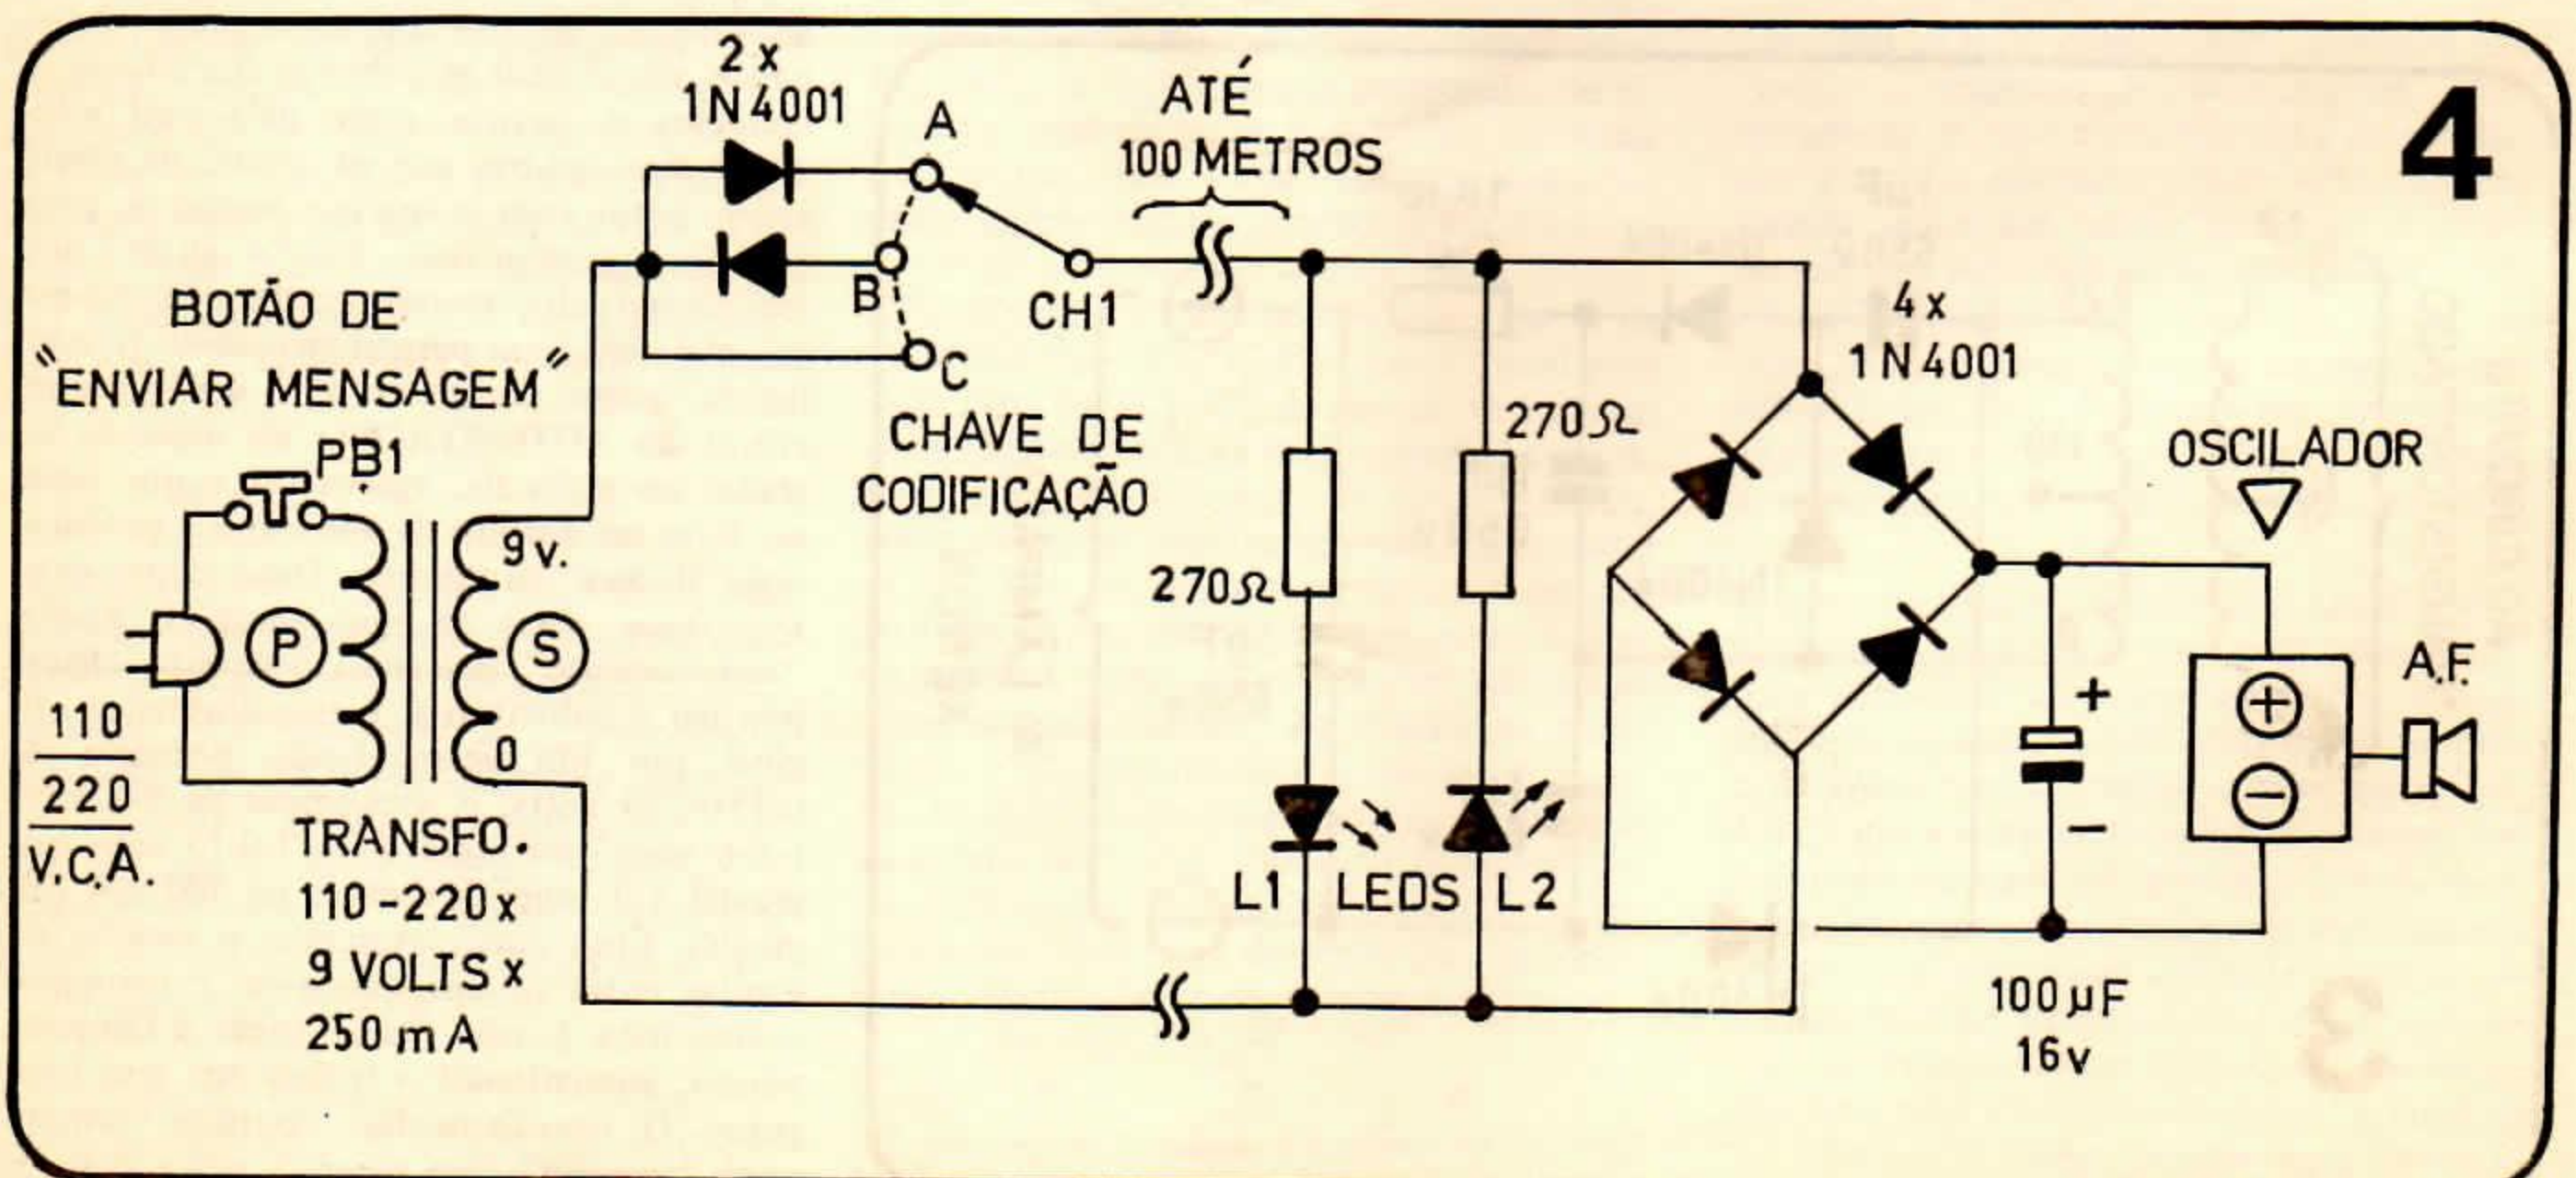 4
2 x
1N4001
A
B
C
CH1
ATÉ
100 METROS
CHAVE DE
CODIFICAÇÃO
BOTÃO DE
"ENVIAR MENSAGEM"
PB1
P
S
9 v.
0
110
220
V.C.A.
TRANSFO.
110-220 x
9 VOLTS x
250 mA
270Ω
270Ω
L1 LEDS L2
4 x
1N4001
OSCILADOR
+
-
+
-
A.F.
100 µF
16 v